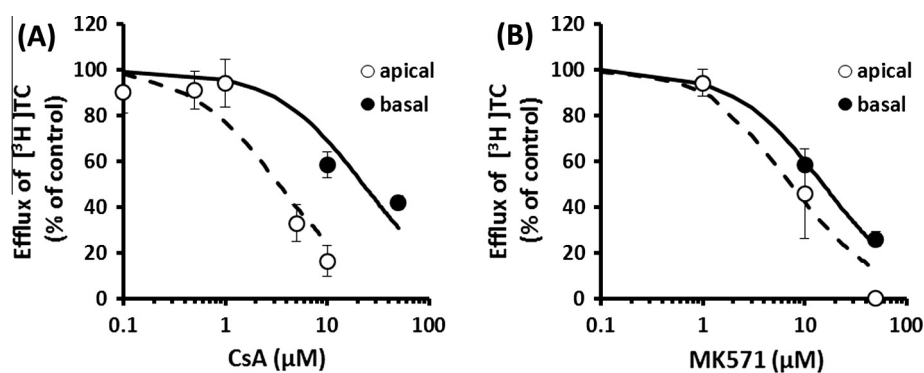 (A)
Efflux of [³H]TC
(% of control)
120
100
80
60
40
20
0
apical
basal
0.1 1 10 100
CsA (μM)
(B)
Efflux of [³H]TC
(% of control)
120
100
80
60
40
20
0
apical
basal
0.1 1 10 100
MK571 (μM)